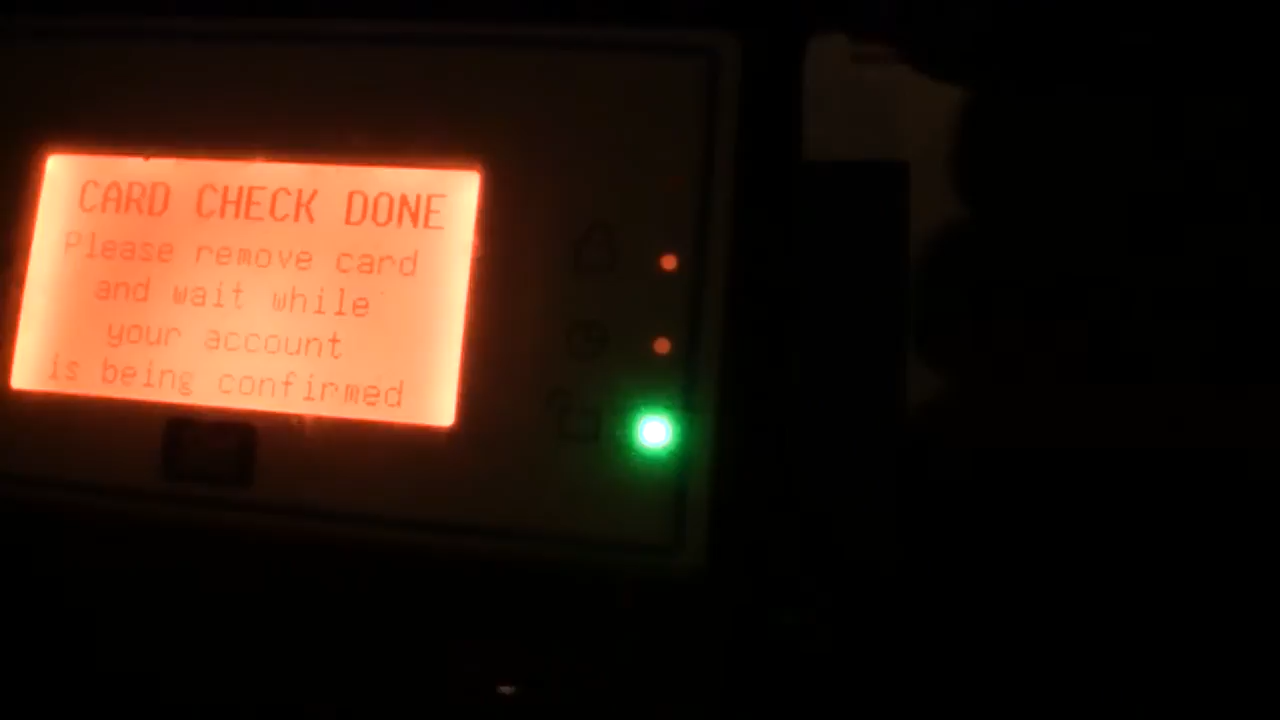 CARD CHECK DONE
Please remove card
and wait while
your account
is being confirmed